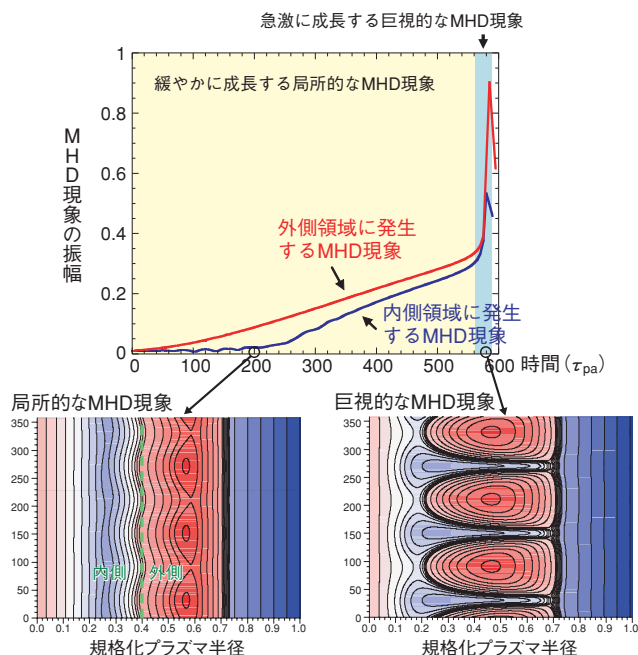 急激に成長する巨視的なMHD現象
緩やかに成長する局所的なMHD現象
MHD現象の振幅
1
0.8
0.6
0.4
0.2
0
外側領域に発生
するMHD現象
内側領域に発生
するMHD現象
0 100 200 300 400 500 600 時間(τpa)
局所的なMHD現象
350
300
250
200
150
100
50
0
内側 外側
0.0 0.1 0.2 0.3 0.4 0.5 0.6 0.7 0.8 0.9 1.0
規格化プラズマ半径
巨視的なMHD現象
350
300
250
200
150
100
50
0
0.0 0.1 0.2 0.3 0.4 0.5 0.6 0.7 0.8 0.9 1.0
規格化プラズマ半径